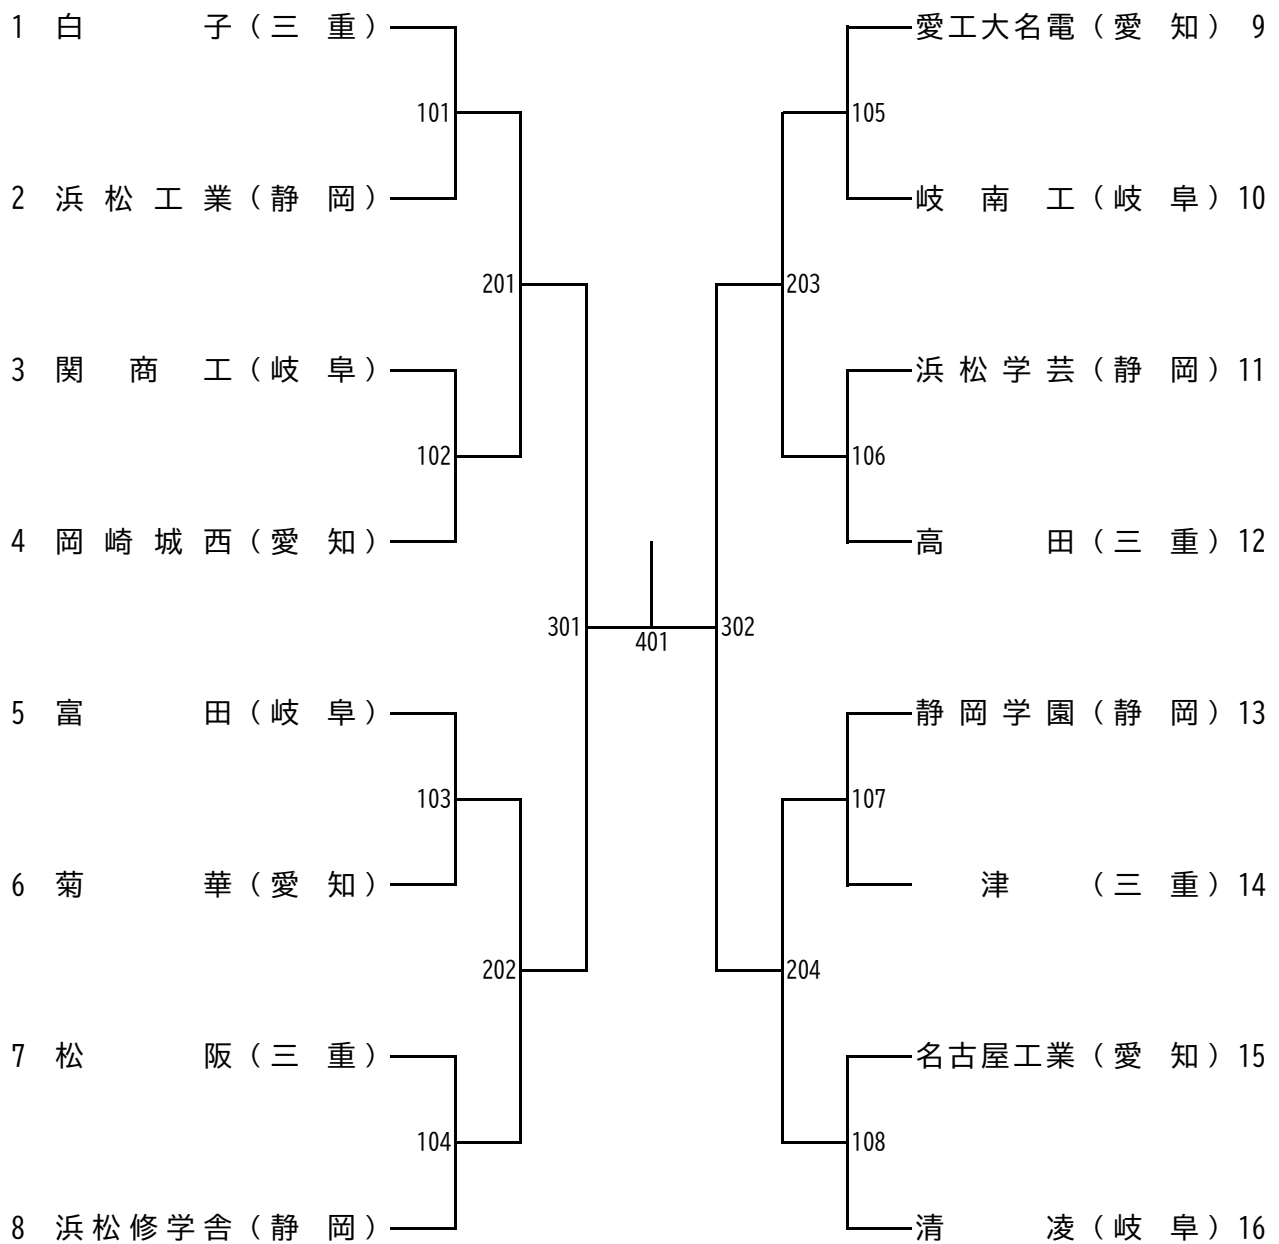 1 白子（三重）
101
2 浜松工業（静岡）
201
3 関商工（岐阜）
102
4 岡崎城西（愛知）
301
5 富田（岐阜）
103
6 菊華（愛知）
202
7 松阪（三重）
104
8 浜松修学舎（静岡）
401
愛工大名電（愛知） 9
105
岐南工（岐阜） 10
203
浜松学芸（静岡） 11
106
高田（三重） 12
302
静岡学園（静岡） 13
107
津（三重） 14
204
名古屋工業（愛知） 15
108
清凌（岐阜） 16